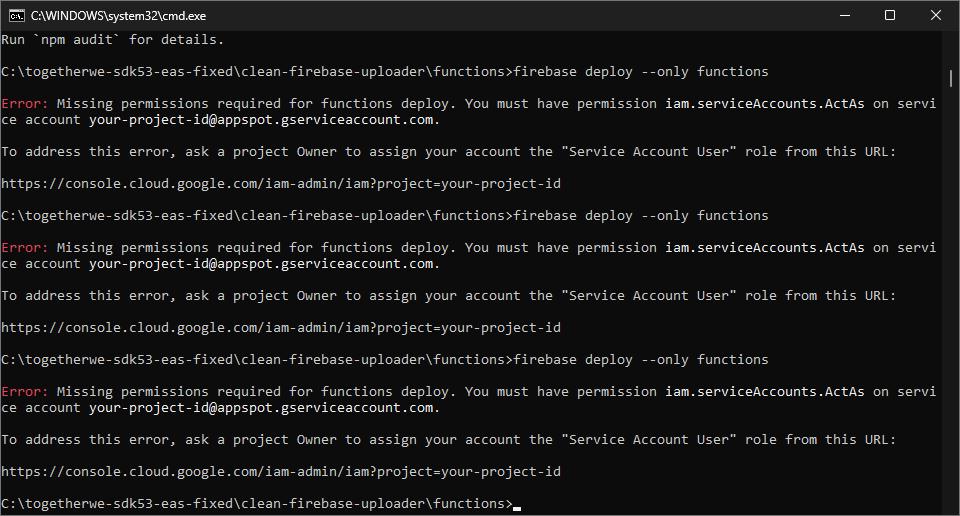 C:\WINDOWS\system32\cmd.exe
Run `npm audit` for details.
C:\togetherwe-sdk53-eas-fixed\clean-firebase-uploader\functions>firebase deploy --only functions
Error: Missing permissions required for functions deploy. You must have permission iam.serviceAccounts.ActAs on servi
ce account your-project-id@appspot.gserviceaccount.com.
To address this error, ask a project Owner to assign your account the "Service Account User" role from this URL:
https://console.cloud.google.com/iam-admin/iam?project=your-project-id
C:\togetherwe-sdk53-eas-fixed\clean-firebase-uploader\functions>firebase deploy --only functions
Error: Missing permissions required for functions deploy. You must have permission iam.serviceAccounts.ActAs on servi
ce account your-project-id@appspot.gserviceaccount.com.
To address this error, ask a project Owner to assign your account the "Service Account User" role from this URL:
https://console.cloud.google.com/iam-admin/iam?project=your-project-id
C:\togetherwe-sdk53-eas-fixed\clean-firebase-uploader\functions>firebase deploy --only functions
Error: Missing permissions required for functions deploy. You must have permission iam.serviceAccounts.ActAs on servi
ce account your-project-id@appspot.gserviceaccount.com.
To address this error, ask a project Owner to assign your account the "Service Account User" role from this URL:
https://console.cloud.google.com/iam-admin/iam?project=your-project-id
C:\togetherwe-sdk53-eas-fixed\clean-firebase-uploader\functions>